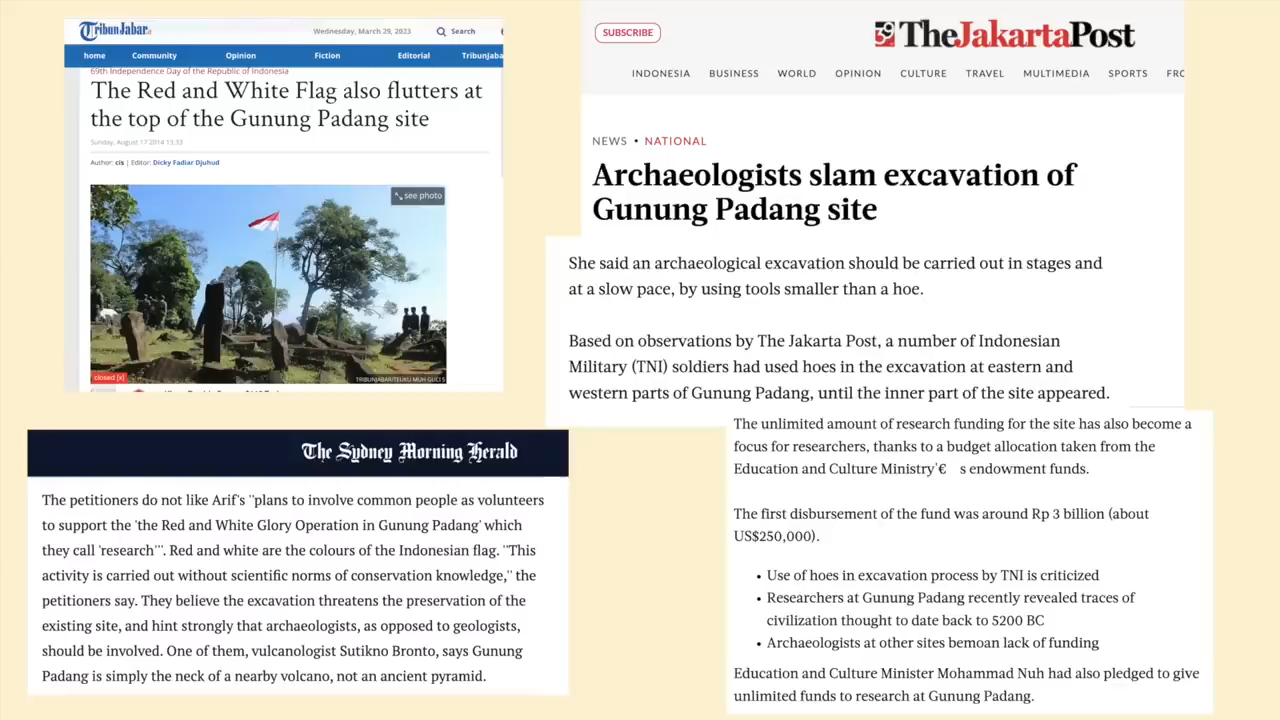 TribunJabar.id
Wednesday, March 29, 2023
Search
home
Community
Opinion
Fiction
Editorial
TribunJaba
69th Independence Day of the Republic of Indonesia
The Red and White Flag also flutters at
the top of the Gunung Padang site
Sunday, August 17 2014 13.33
Author: cis | Editor: Dicky Fadiar Djuhud
see photo
closed [x]
SUBSCRIBE
39 TheJakartaPost
INDONESIA
BUSINESS
WORLD
OPINION
CULTURE
TRAVEL
MULTIMEDIA
SPORTS
FRO
NEWS • NATIONAL
Archaeologists slam excavation of
Gunung Padang site
She said an archaeological excavation should be carried out in stages and
at a slow pace, by using tools smaller than a hoe.
Based on observations by The Jakarta Post, a number of Indonesian
Military (TNI) soldiers had used hoes in the excavation at eastern and
western parts of Gunung Padang, until the inner part of the site appeared.
The Sydney Morning Herald
The petitioners do not like Arif's "plans to involve common people as volunteers
to support the 'the Red and White Glory Operation in Gunung Padang' which
they call 'research'". Red and white are the colours of the Indonesian flag. "This
activity is carried out without scientific norms of conservation knowledge," the
petitioners say. They believe the excavation threatens the preservation of the
existing site, and hint strongly that archaeologists, as opposed to geologists,
should be involved. One of them, vulcanologist Sutikno Bronto, says Gunung
Padang is simply the neck of a nearby volcano, not an ancient pyramid.
The unlimited amount of research funding for the site has also become a
focus for researchers, thanks to a budget allocation taken from the
Education and Culture Ministry'€ s endowment funds.
The first disbursement of the fund was around Rp 3 billion (about
US$250,000).
• Use of hoes in excavation process by TNI is criticized
• Researchers at Gunung Padang recently revealed traces of
civilization thought to date back to 5200 BC
• Archaeologists at other sites bemoan lack of funding
Education and Culture Minister Mohammad Nuh had also pledged to give
unlimited funds to research at Gunung Padang.